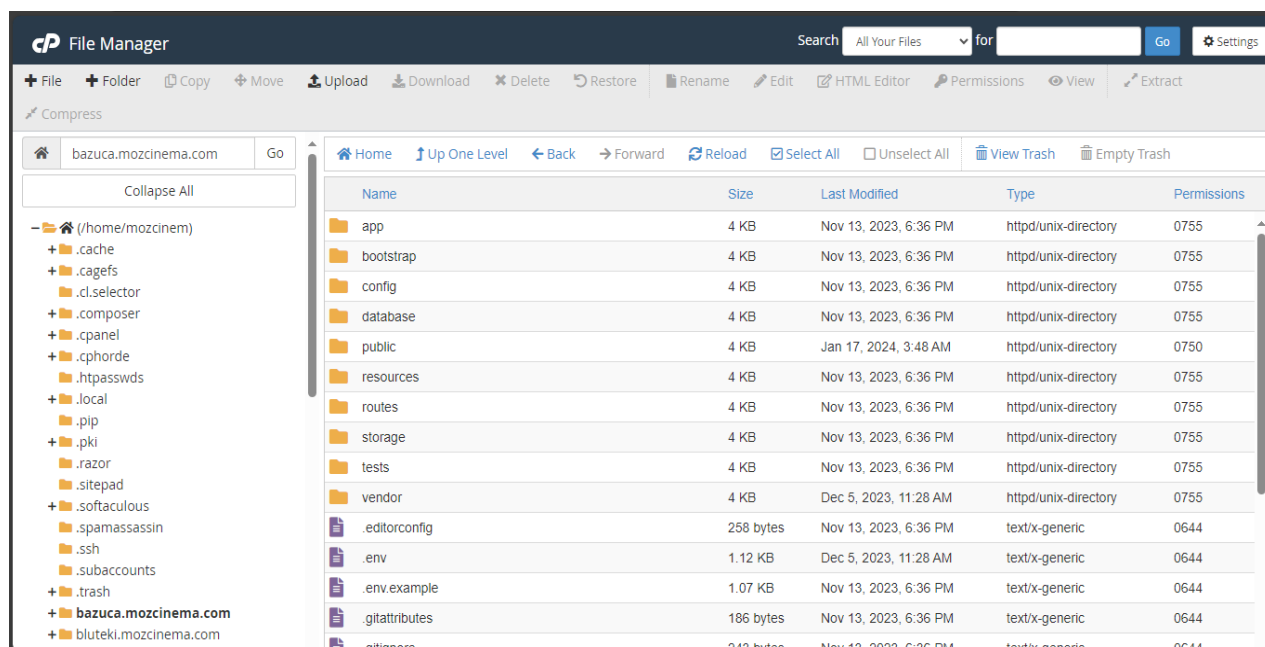 cP File Manager Search All Your Files for Go Settings
File Folder Copy Move Upload Download Delete Restore Rename Edit HTML Editor Permissions View Extract
Compress
bazuca.mozcinema.com Go
Collapse All
(/home/mozcinem)
.cache
.cagefs
.cl.selector
.composer
.cpanel
.cphorde
.htpasswds
.local
.pip
.pki
.razor
.sitepad
.softaculous
.spamassassin
.ssh
.subaccounts
.trash
bazuca.mozcinema.com
bluteki.mozcinema.com
Home Up One Level Back Forward Reload Select All Unselect All View Trash Empty Trash
Name Size Last Modified Type Permissions
app 4 KB Nov 13, 2023, 6:36 PM httpd/unix-directory 0755
bootstrap 4 KB Nov 13, 2023, 6:36 PM httpd/unix-directory 0755
config 4 KB Nov 13, 2023, 6:36 PM httpd/unix-directory 0755
database 4 KB Nov 13, 2023, 6:36 PM httpd/unix-directory 0755
public 4 KB Jan 17, 2024, 3:48 AM httpd/unix-directory 0750
resources 4 KB Nov 13, 2023, 6:36 PM httpd/unix-directory 0755
routes 4 KB Nov 13, 2023, 6:36 PM httpd/unix-directory 0755
storage 4 KB Nov 13, 2023, 6:36 PM httpd/unix-directory 0755
tests 4 KB Nov 13, 2023, 6:36 PM httpd/unix-directory 0755
vendor 4 KB Dec 5, 2023, 11:28 AM httpd/unix-directory 0755
.editorconfig 258 bytes Nov 13, 2023, 6:36 PM text/x-generic 0644
.env 1.12 KB Dec 5, 2023, 11:28 AM text/x-generic 0644
.env.example 1.07 KB Nov 13, 2023, 6:36 PM text/x-generic 0644
.gitattributes 186 bytes Nov 13, 2023, 6:36 PM text/x-generic 0644